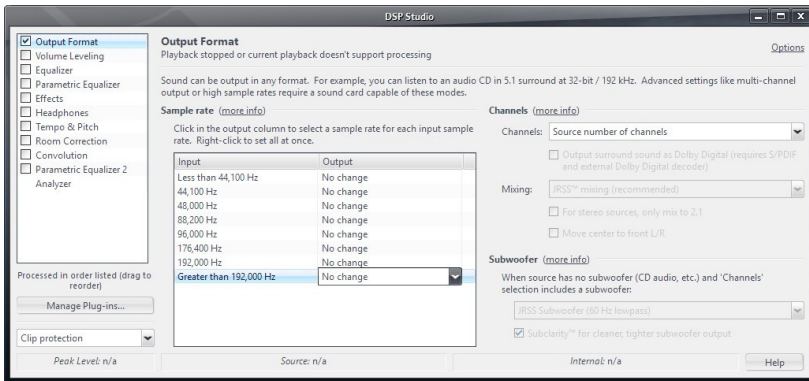 DSP Studio
Output Format
Volume Leveling
Equalizer
Parametric Equalizer
Effects
Headphones
Tempo & Pitch
Room Correction
Convolution
Parametric Equalizer 2
Analyzer
Processed in order listed (drag to
reorder)
Manage Plug-ins...
Clip protection
Output Format
Playback stopped or current playback doesn't support processing
Options
Sound can be output in any format. For example, you can listen to an audio CD in 5.1 surround at 32-bit / 192 kHz. Advanced settings like multi-channel
output or high sample rates require a sound card capable of these modes.
Sample rate (more info)
Click in the output column to select a sample rate for each input sample
rate. Right-click to set all at once.
Input Output
Less than 44,100 Hz No change
44,100 Hz No change
48,000 Hz No change
88,200 Hz No change
96,000 Hz No change
176,400 Hz No change
192,000 Hz No change
Greater than 192,000 Hz No change
Channels (more info)
Channels: Source number of channels
Output surround sound as Dolby Digital (requires S/PDIF
and external Dolby Digital decoder)
Mixing: JRSS™ mixing (recommended)
For stereo sources, only mix to 2.1
Move center to front L/R
Subwoofer (more info)
When source has no subwoofer (CD audio, etc.) and 'Channels'
selection includes a subwoofer:
JRSS Subwoofer (60 Hz lowpass)
Subclarity™ for cleaner, tighter subwoofer output
Peak Level: n/a
Source: n/a
Internal: n/a
Help